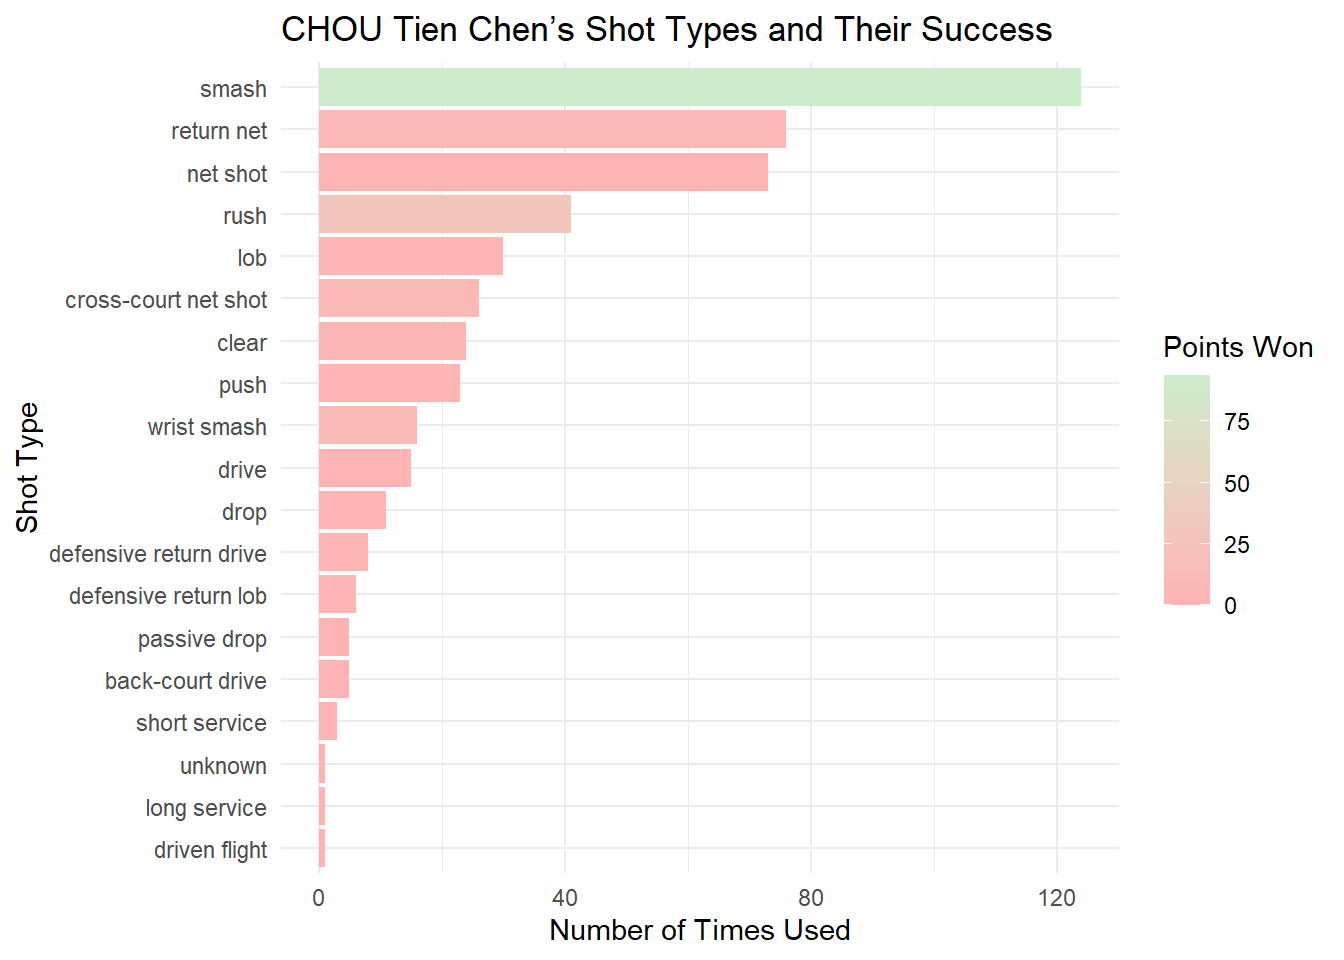 CHOU Tien Chen’s Shot Types and Their Success
smash
return net
net shot
rush
lob
cross-court net shot
clear
push
wrist smash
drive
drop
defensive return drive
defensive return lob
passive drop
back-court drive
short service
unknown
long service
driven flight
Shot Type
0 40 80 120
Number of Times Used
Points Won
75
50
25
0